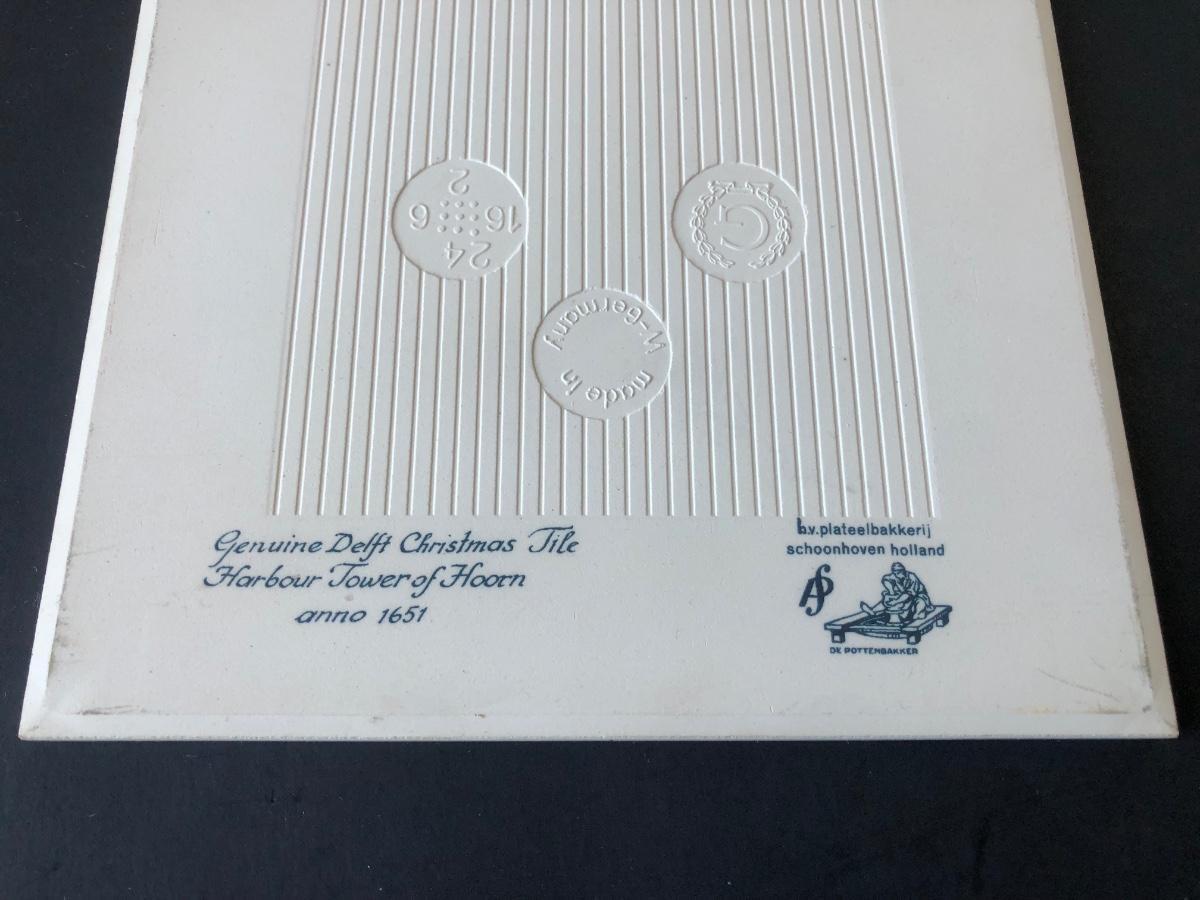 2
6 16
24
G
made in
W-Germany
Genuine Delft Christmas Tile
Harbour Tower of Hoorn
anno 1651
b.v. plateelbakkerij
schoonhoven holland
DE POTTENBAKKER